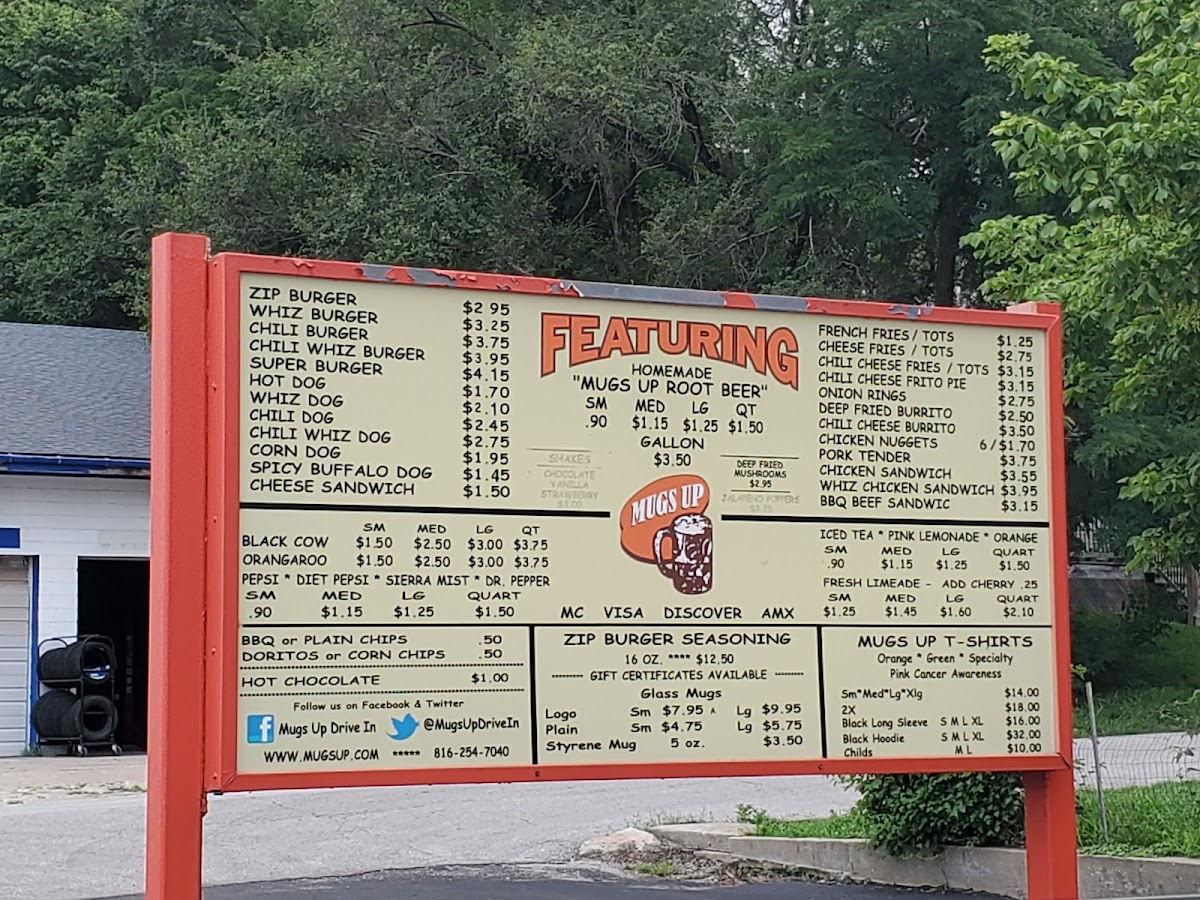 ZIP BURGER $2 95
WHIZ BURGER $3.25
CHILI BURGER $3.75
CHILI WHIZ BURGER $3.95
SUPER BURGER $4.15
HOT DOG $1.70
WHIZ DOG $2.10
CHILI DOG $2.45
CHILI WHIZ DOG $2.75
CORN DOG $1.95
SPICY BUFFALO DOG $1.45
CHEESE SANDWICH $1.50
FEATURING
HOMEMADE
"MUGS UP ROOT BEER"
SM MED LG QT
.90 $1.15 $1.25 $1.50
GALLON
$3.50
SHAKES
CHOCOLATE
VANILLA
STRAWBERRY
$3.00
DEEP FRIED
MUSHROOMS
$2.95
JALAPENO POPPERS
$3.25
MUGS UP
FRENCH FRIES / TOTS $1.25
CHEESE FRIES / TOTS $2.75
CHILI CHEESE FRIES / TOTS $3.15
CHILI CHEESE FRITO PIE $3.15
ONION RINGS $2.75
DEEP FRIED BURRITO $2.50
CHILI CHEESE BURRITO $3.50
CHICKEN NUGGETS 6 / $1.70
PORK TENDER $3.75
CHICKEN SANDWICH $3.55
WHIZ CHICKEN SANDWICH $3.95
BBQ BEEF SANDWIC $3.15
SM MED LG QT
BLACK COW $1.50 $2.50 $3.00 $3.75
ORANGAROO $1.50 $2.50 $3.00 $3.75
PEPSI * DIET PEPSI * SIERRA MIST * DR. PEPPER
SM MED LG QUART
.90 $1.15 $1.25 $1.50
MC VISA DISCOVER AMX
ICED TEA * PINK LEMONADE * ORANGE
SM MED LG QUART
.90 $1.15 $1.25 $1.50
FRESH LIMEADE - ADD CHERRY .25
SM MED LG QUART
$1.25 $1.45 $1.60 $2.10
BBQ or PLAIN CHIPS .50
DORITOS or CORN CHIPS .50
HOT CHOCOLATE $1.00
Follow us on Facebook & Twitter
f Mugs Up Drive In @MugsUpDriveIn
WWW.MUGSUP.COM ***** 816-254-7040
ZIP BURGER SEASONING
16 OZ. **** $12.50
-------- GIFT CERTIFICATES AVAILABLE --------
Glass Mugs
Logo Sm $7.95 Lg $9.95
Plain Sm $4.75 Lg $5.75
Styrene Mug 5 oz. $3.50
MUGS UP T-SHIRTS
Orange * Green * Specialty
Pink Cancer Awareness
Sm*Med*Lg*Xlg $14.00
2X $18.00
Black Long Sleeve S M L XL $16.00
Black Hoodie S M L XL $32.00
Childs M L $10.00